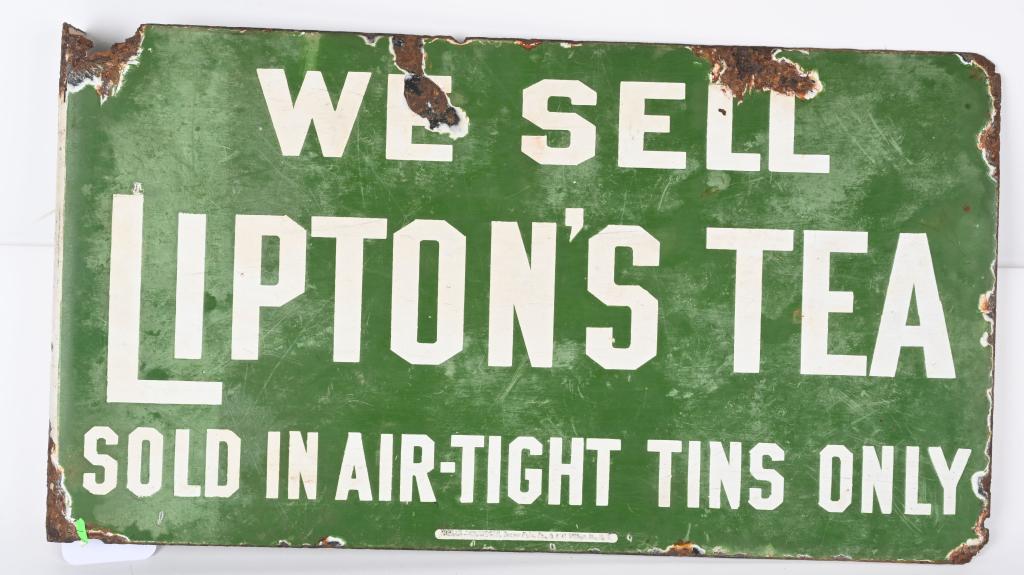 WE SELL
LIPTON'S TEA
SOLD IN AIR-TIGHT TINS ONLY